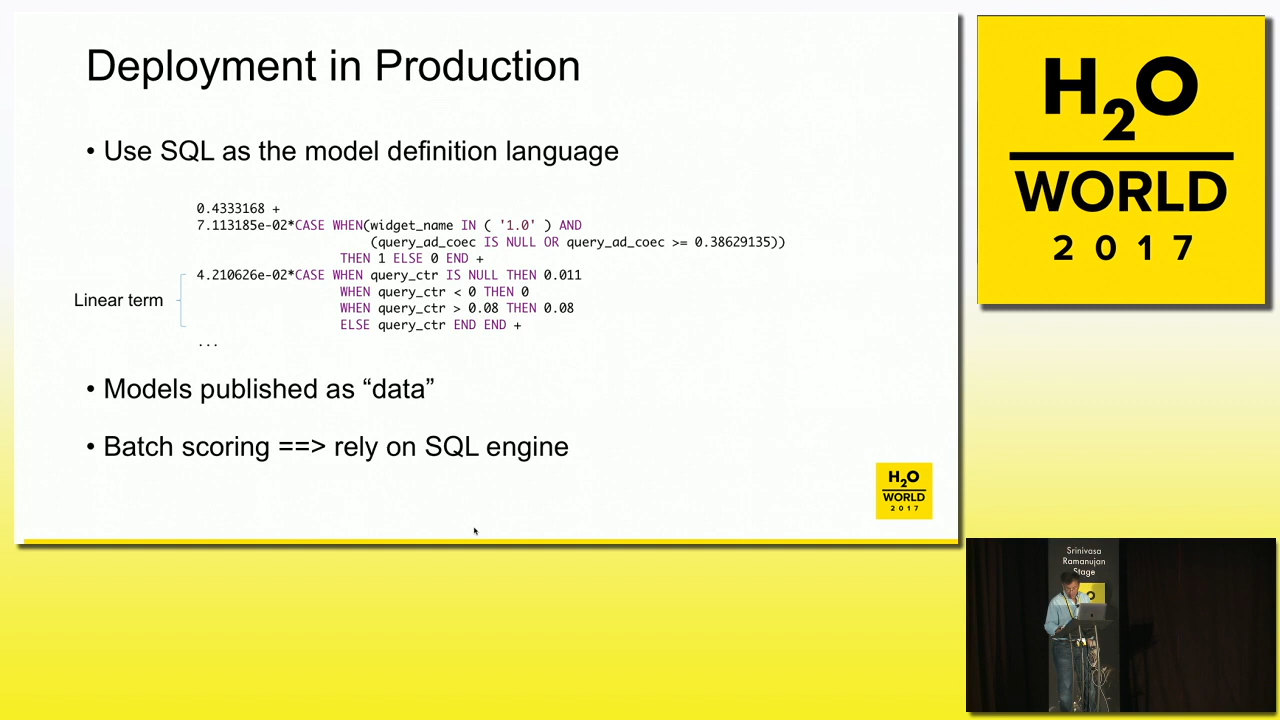 Deployment in Production
• Use SQL as the model definition language
0.4333168 +
7.113185e-02*CASE WHEN(widget_name IN ( '1.0' ) AND
(query_ad_coec IS NULL OR query_ad_coec >= 0.38629135))
THEN 1 ELSE 0 END +
4.210626e-02*CASE WHEN query_ctr IS NULL THEN 0.011
WHEN query_ctr < 0 THEN 0
WHEN query_ctr > 0.08 THEN 0.08
ELSE query_ctr END END +
...
Linear term
• Models published as “data”
• Batch scoring ==> rely on SQL engine
H2O
WORLD
2017
H2O
WORLD
2017
Srinivasa
Ramanujan
Stage